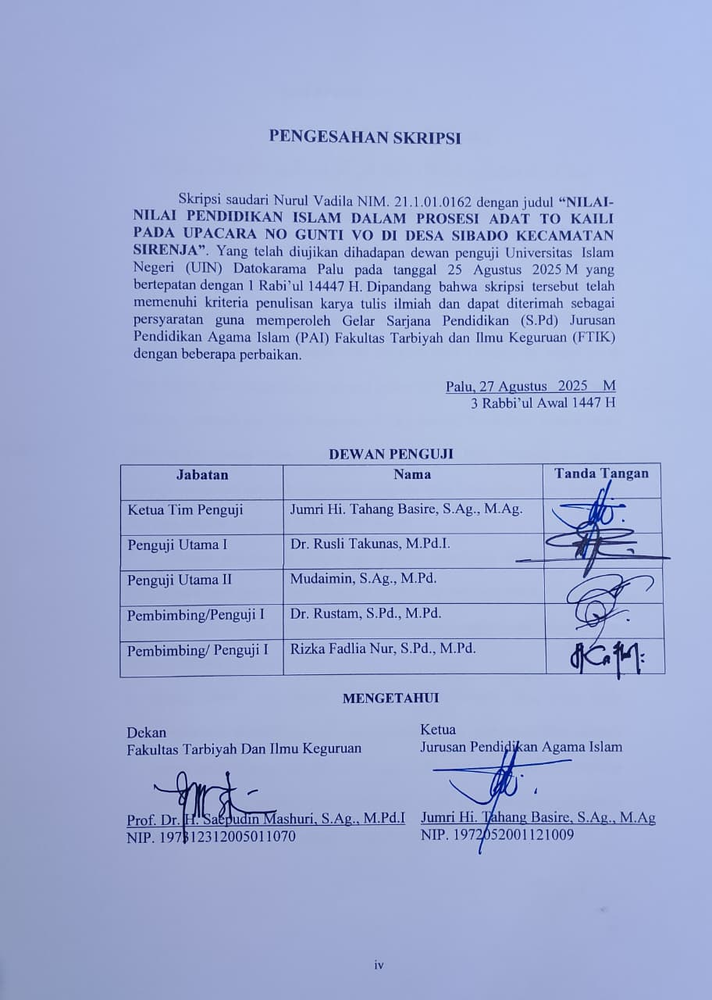 PENGESAHAN SKRIPSI
Skripsi saudari Nurul Vadila NIM. 21.1.01.0162 dengan judul “NILAI-
NILAI PENDIDIKAN ISLAM DALAM PROSESI ADAT TO KAILI
PADA UPACARA NO GUNTI VO DI DESA SIBADO KECAMATAN
SIRENJA”. Yang telah diujikan dihadapan dewan penguji Universitas Islam
Negeri (UIN) Datokarama Palu pada tanggal 25 Agustus 2025 M yang
bertepatan dengan 1 Rabi’ul 14447 H. Dipandang bahwa skripsi tersebut telah
memenuhi kriteria penulisan karya tulis ilmiah dan dapat diterimah sebagai
persyaratan guna memperoleh Gelar Sarjana Pendidikan (S.Pd) Jurusan
Pendidikan Agama Islam (PAI) Fakultas Tarbiyah dan Ilmu Keguruan (FTIK)
dengan beberapa perbaikan.
Palu, 27 Agustus 2025 M
3 Rabbi’ul Awal 1447 H
DEWAN PENGUJI
Jabatan Nama Tanda Tangan
Ketua Tim Penguji Jumri Hi. Tahang Basire, S.Ag., M.Ag.
Penguji Utama I Dr. Rusli Takunas, M.Pd.I.
Penguji Utama II Mudaimin, S.Ag., M.Pd.
Pembimbing/Penguji I Dr. Rustam, S.Pd., M.Pd.
Pembimbing/ Penguji I Rizka Fadlia Nur, S.Pd., M.Pd.
MENGETAHUI
Dekan Ketua
Fakultas Tarbiyah Dan Ilmu Keguruan Jurusan Pendidikan Agama Islam
Prof. Dr. H. Saepudin Mashuri, S.Ag., M.Pd.I Jumri Hi. Tahang Basire, S.Ag., M.Ag
NIP. 197312312005011070 NIP. 1972052001121009
iv